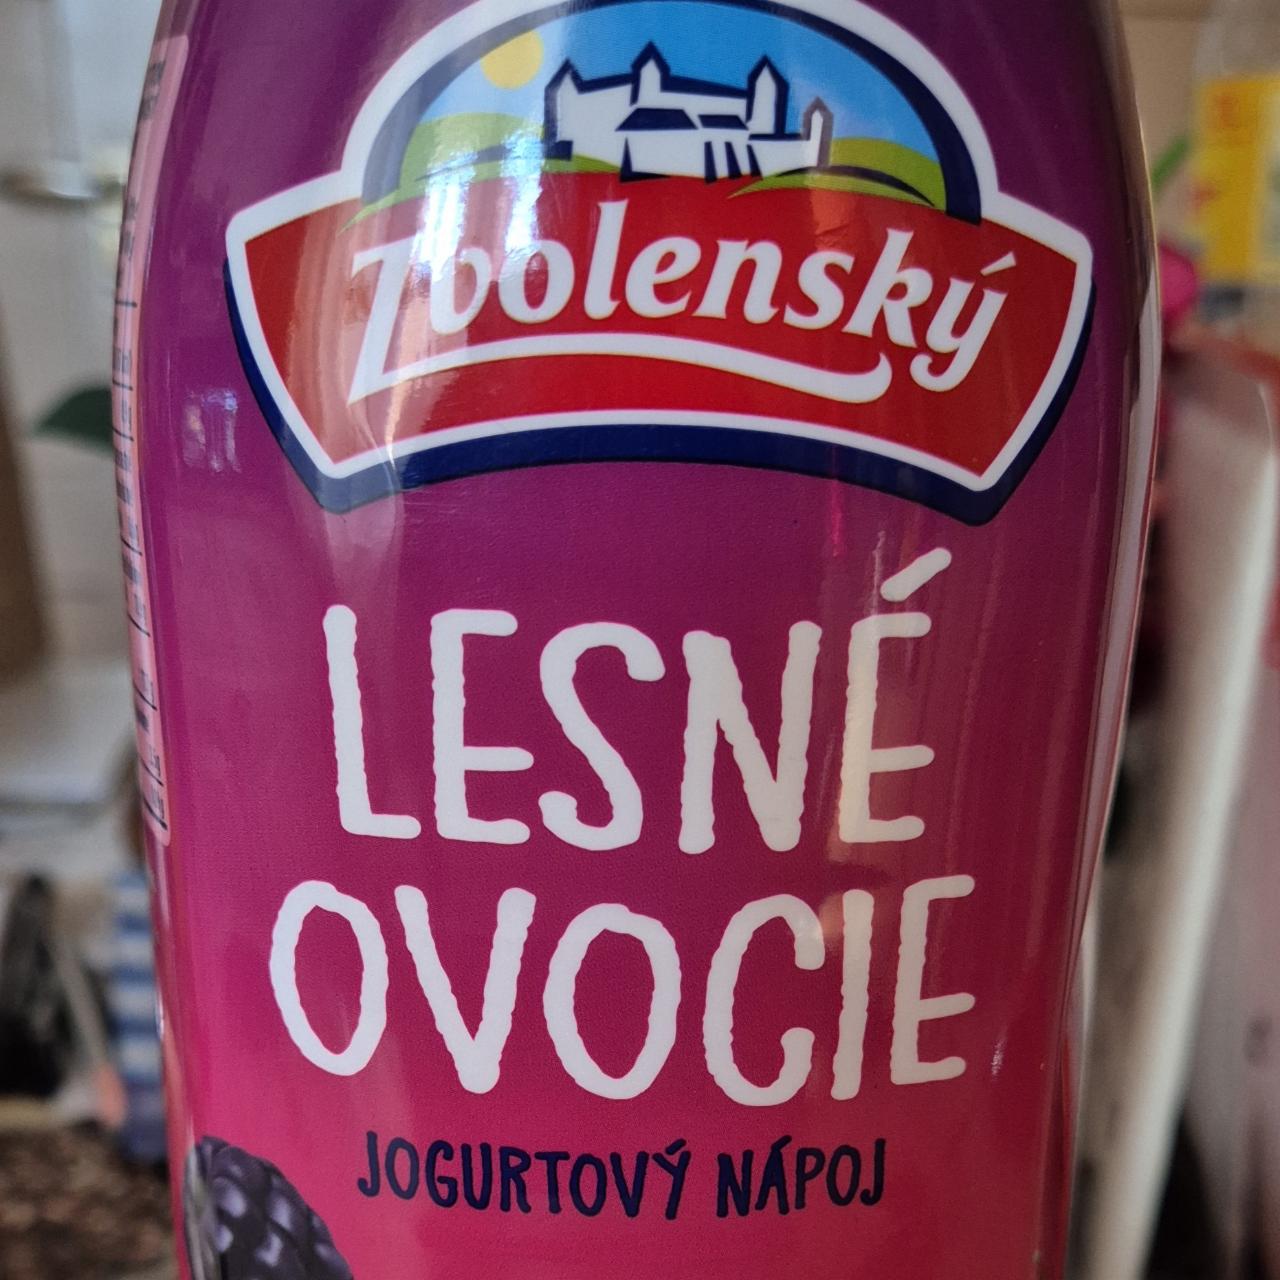 Zvolenský
LESNÉ
OVOCIE
JOGURTOVÝ NÁPOJ